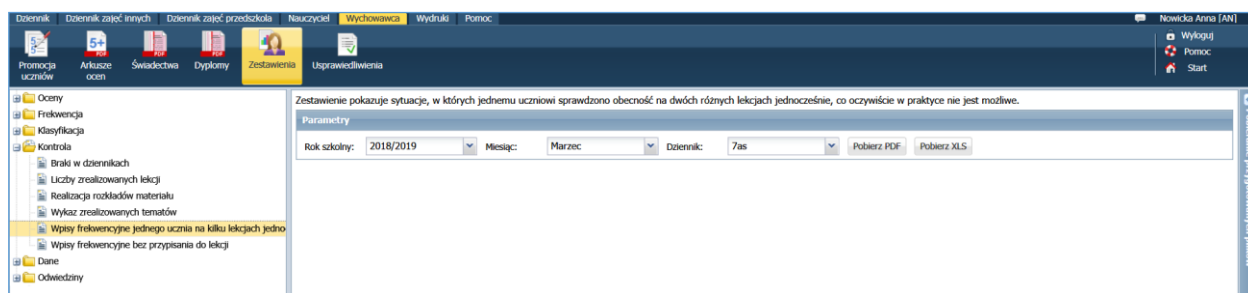 Dziennik Dziennik zajęć innych Dziennik zajęć przedszkola Nauczyciel Wychowawca Wydruki Pomoc Nowicka Anna [AN]
Promocja uczniów
Arkusze ocen
Świadectwa
Dyplomy
Zestawienia
Usprawiedliwienia
Wyloguj
Pomoc
Start
Oceny
Frekwencja
Klasyfikacja
Kontrola
Braki w dziennikach
Liczby zrealizowanych lekcji
Realizacja rozkładów materiału
Wykaz zrealizowanych tematów
Wpisy frekwencyjne jednego ucznia na kilku lekcjach jedno
Wpisy frekwencyjne bez przypisania do lekcji
Dane
Odwiedziny
Zestawienie pokazuje sytuacje, w których jednemu uczniowi sprawdzono obecność na dwóch różnych lekcjach jednocześnie, co oczywiście w praktyce nie jest możliwe.
Parametry
Rok szkolny: 2018/2019 Miesiąc: Marzec Dziennik: 7as Pobierz PDF Pobierz XLS